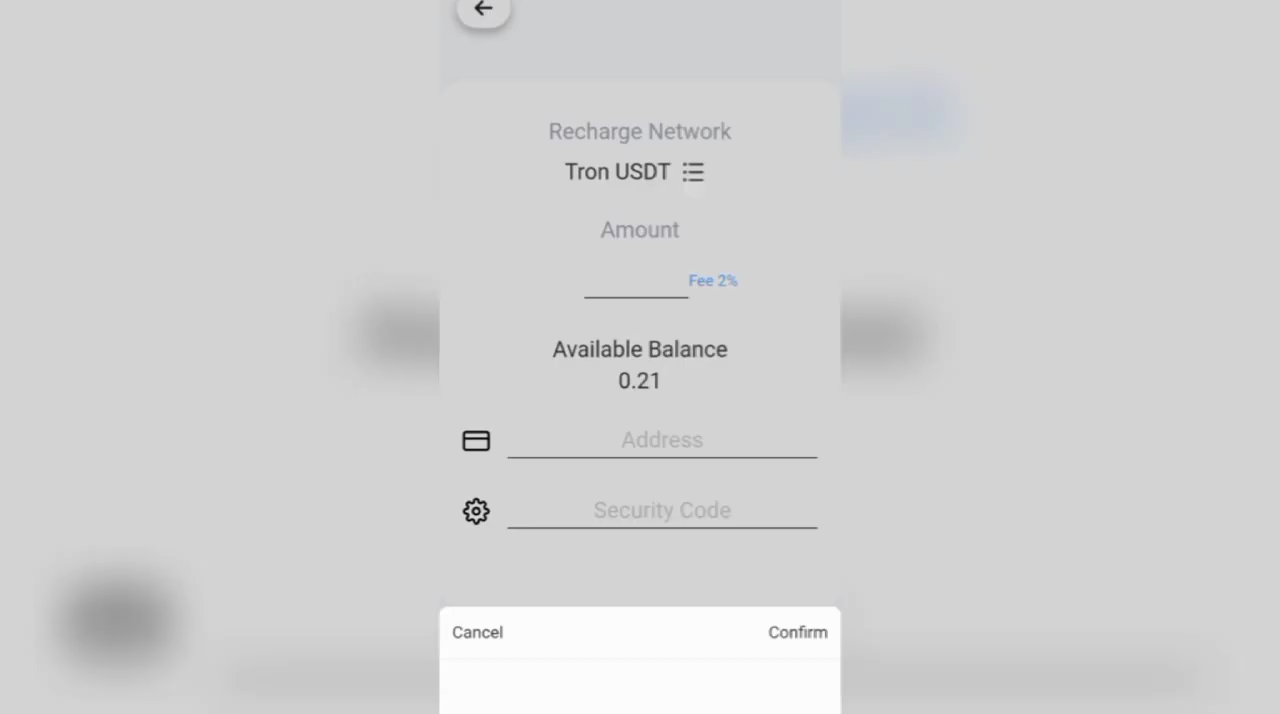 Recharge Network
Tron USDT
Amount
Fee 2%
Available Balance
0.21
Address
Security Code
Cancel Confirm